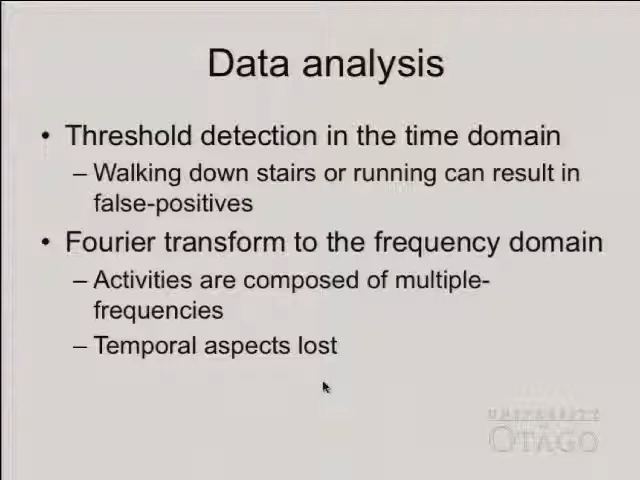 Data analysis
• Threshold detection in the time domain
– Walking down stairs or running can result in
false-positives
• Fourier transform to the frequency domain
– Activities are composed of multiple-
frequencies
– Temporal aspects lost
UNIVERSITY
OTAGO